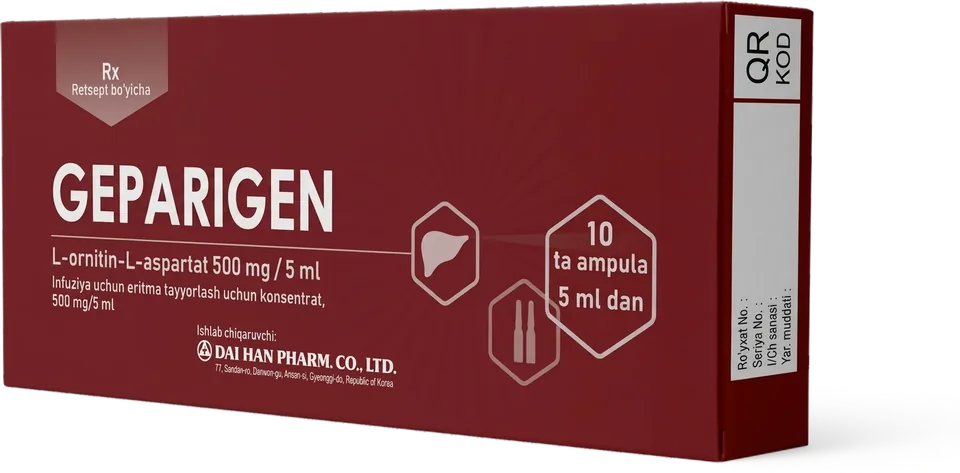 Rx
Retsept bo'yicha
GEPARIGEN
L-ornitin-L-aspartat 500 mg / 5 ml
Infuziya uchun eritma tayyorlash uchun konsentrat,
500 mg/5 ml
Ishlab chiqaruvchi:
DAI HAN PHARM. CO., LTD.
77, Sandan-ro, Danwon-gu, Ansan-si, Gyeonggi-do, Republic of Korea
10
ta ampula
5 ml dan
QR
KOD
Ro'yxat No. :
Seriya No. :
I/Ch sanasi :
Yar. muddati :